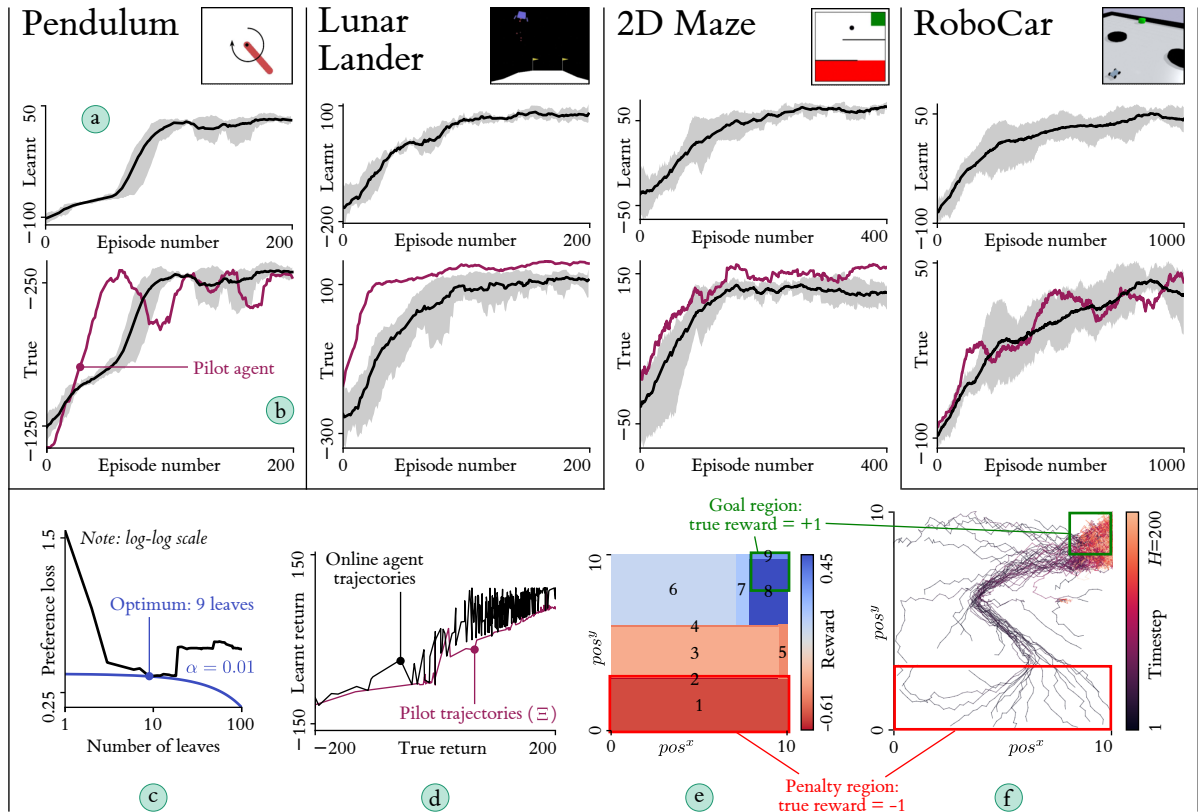 Pendulum
Lunar
Lander
2D Maze
RoboCar
a
50
Learnt
−100
0
Episode number
200
100
Learnt
−200
0
Episode number
200
50
Learnt
−50
0
Episode number
400
50
Learnt
−100
0
Episode number
1000
−250
True
−1250
Pilot agent
b
0
Episode number
200
100
True
−300
0
Episode number
200
150
True
−50
0
Episode number
400
50
True
−100
0
Episode number
1000
1.5
Preference loss
0.25
Note: log-log scale
Optimum: 9 leaves
α = 0.01
1
10
100
Number of leaves
c
150
Learnt return
−150
Online agent
trajectories
Pilot trajectories (Ξ)
−200
True return
200
d
Goal region:
true reward = +1
10
pos^y
0
9
6
7
8
4
3
5
2
1
0
pos^x
10
0.45
Reward
−0.61
Penalty region:
true reward = -1
e
10
pos^y
0
0
pos^x
10
H=200
Timestep
1
f